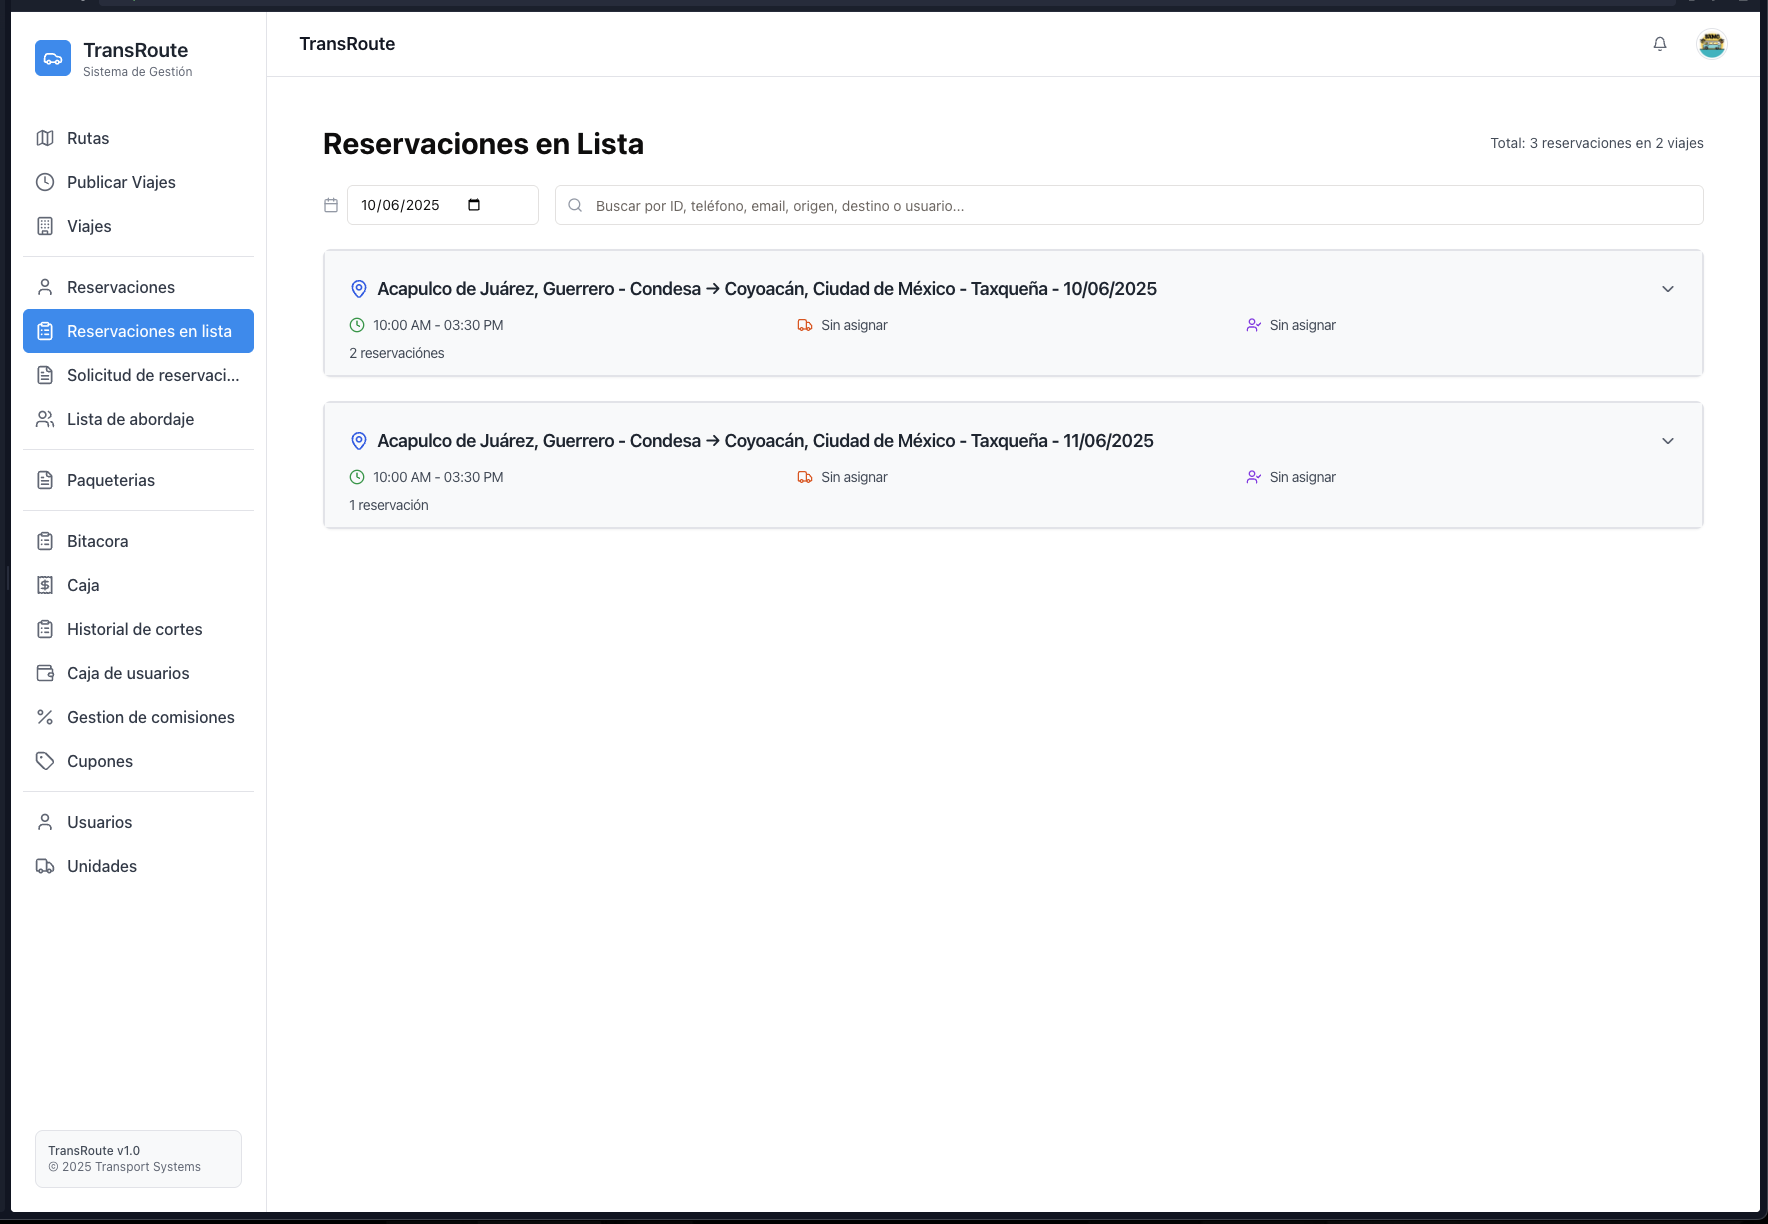 TransRoute
Sistema de Gestión
Rutas
Publicar Viajes
Viajes
Reservaciones
Reservaciones en lista
Solicitud de reservaci...
Lista de abordaje
Paqueterias
Bitacora
Caja
Historial de cortes
Caja de usuarios
Gestion de comisiones
Cupones
Usuarios
Unidades
TransRoute v1.0
© 2025 Transport Systems
TransRoute
Reservaciones en Lista
Total: 3 reservaciones en 2 viajes
10/06/2025
Buscar por ID, teléfono, email, origen, destino o usuario...
Acapulco de Juárez, Guerrero - Condesa → Coyoacán, Ciudad de México - Taxqueña - 10/06/2025
10:00 AM - 03:30 PM
Sin asignar
Sin asignar
2 reservaciónes
Acapulco de Juárez, Guerrero - Condesa → Coyoacán, Ciudad de México - Taxqueña - 11/06/2025
10:00 AM - 03:30 PM
Sin asignar
Sin asignar
1 reservación